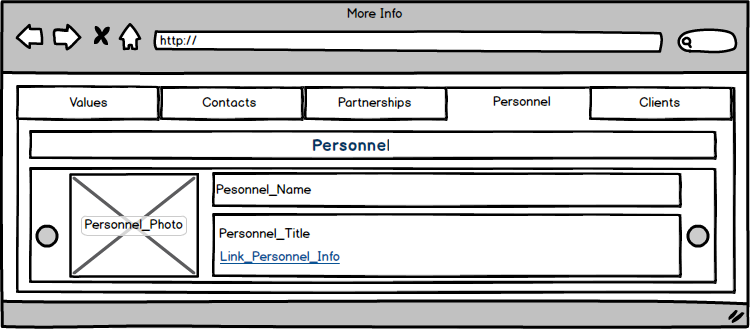 More Info
http://
Values
Contacts
Partnerships
Personnel
Clients
Personnel
Personnel_Photo
Pesonnel_Name
Personnel_Title
Link_Personnel_Info